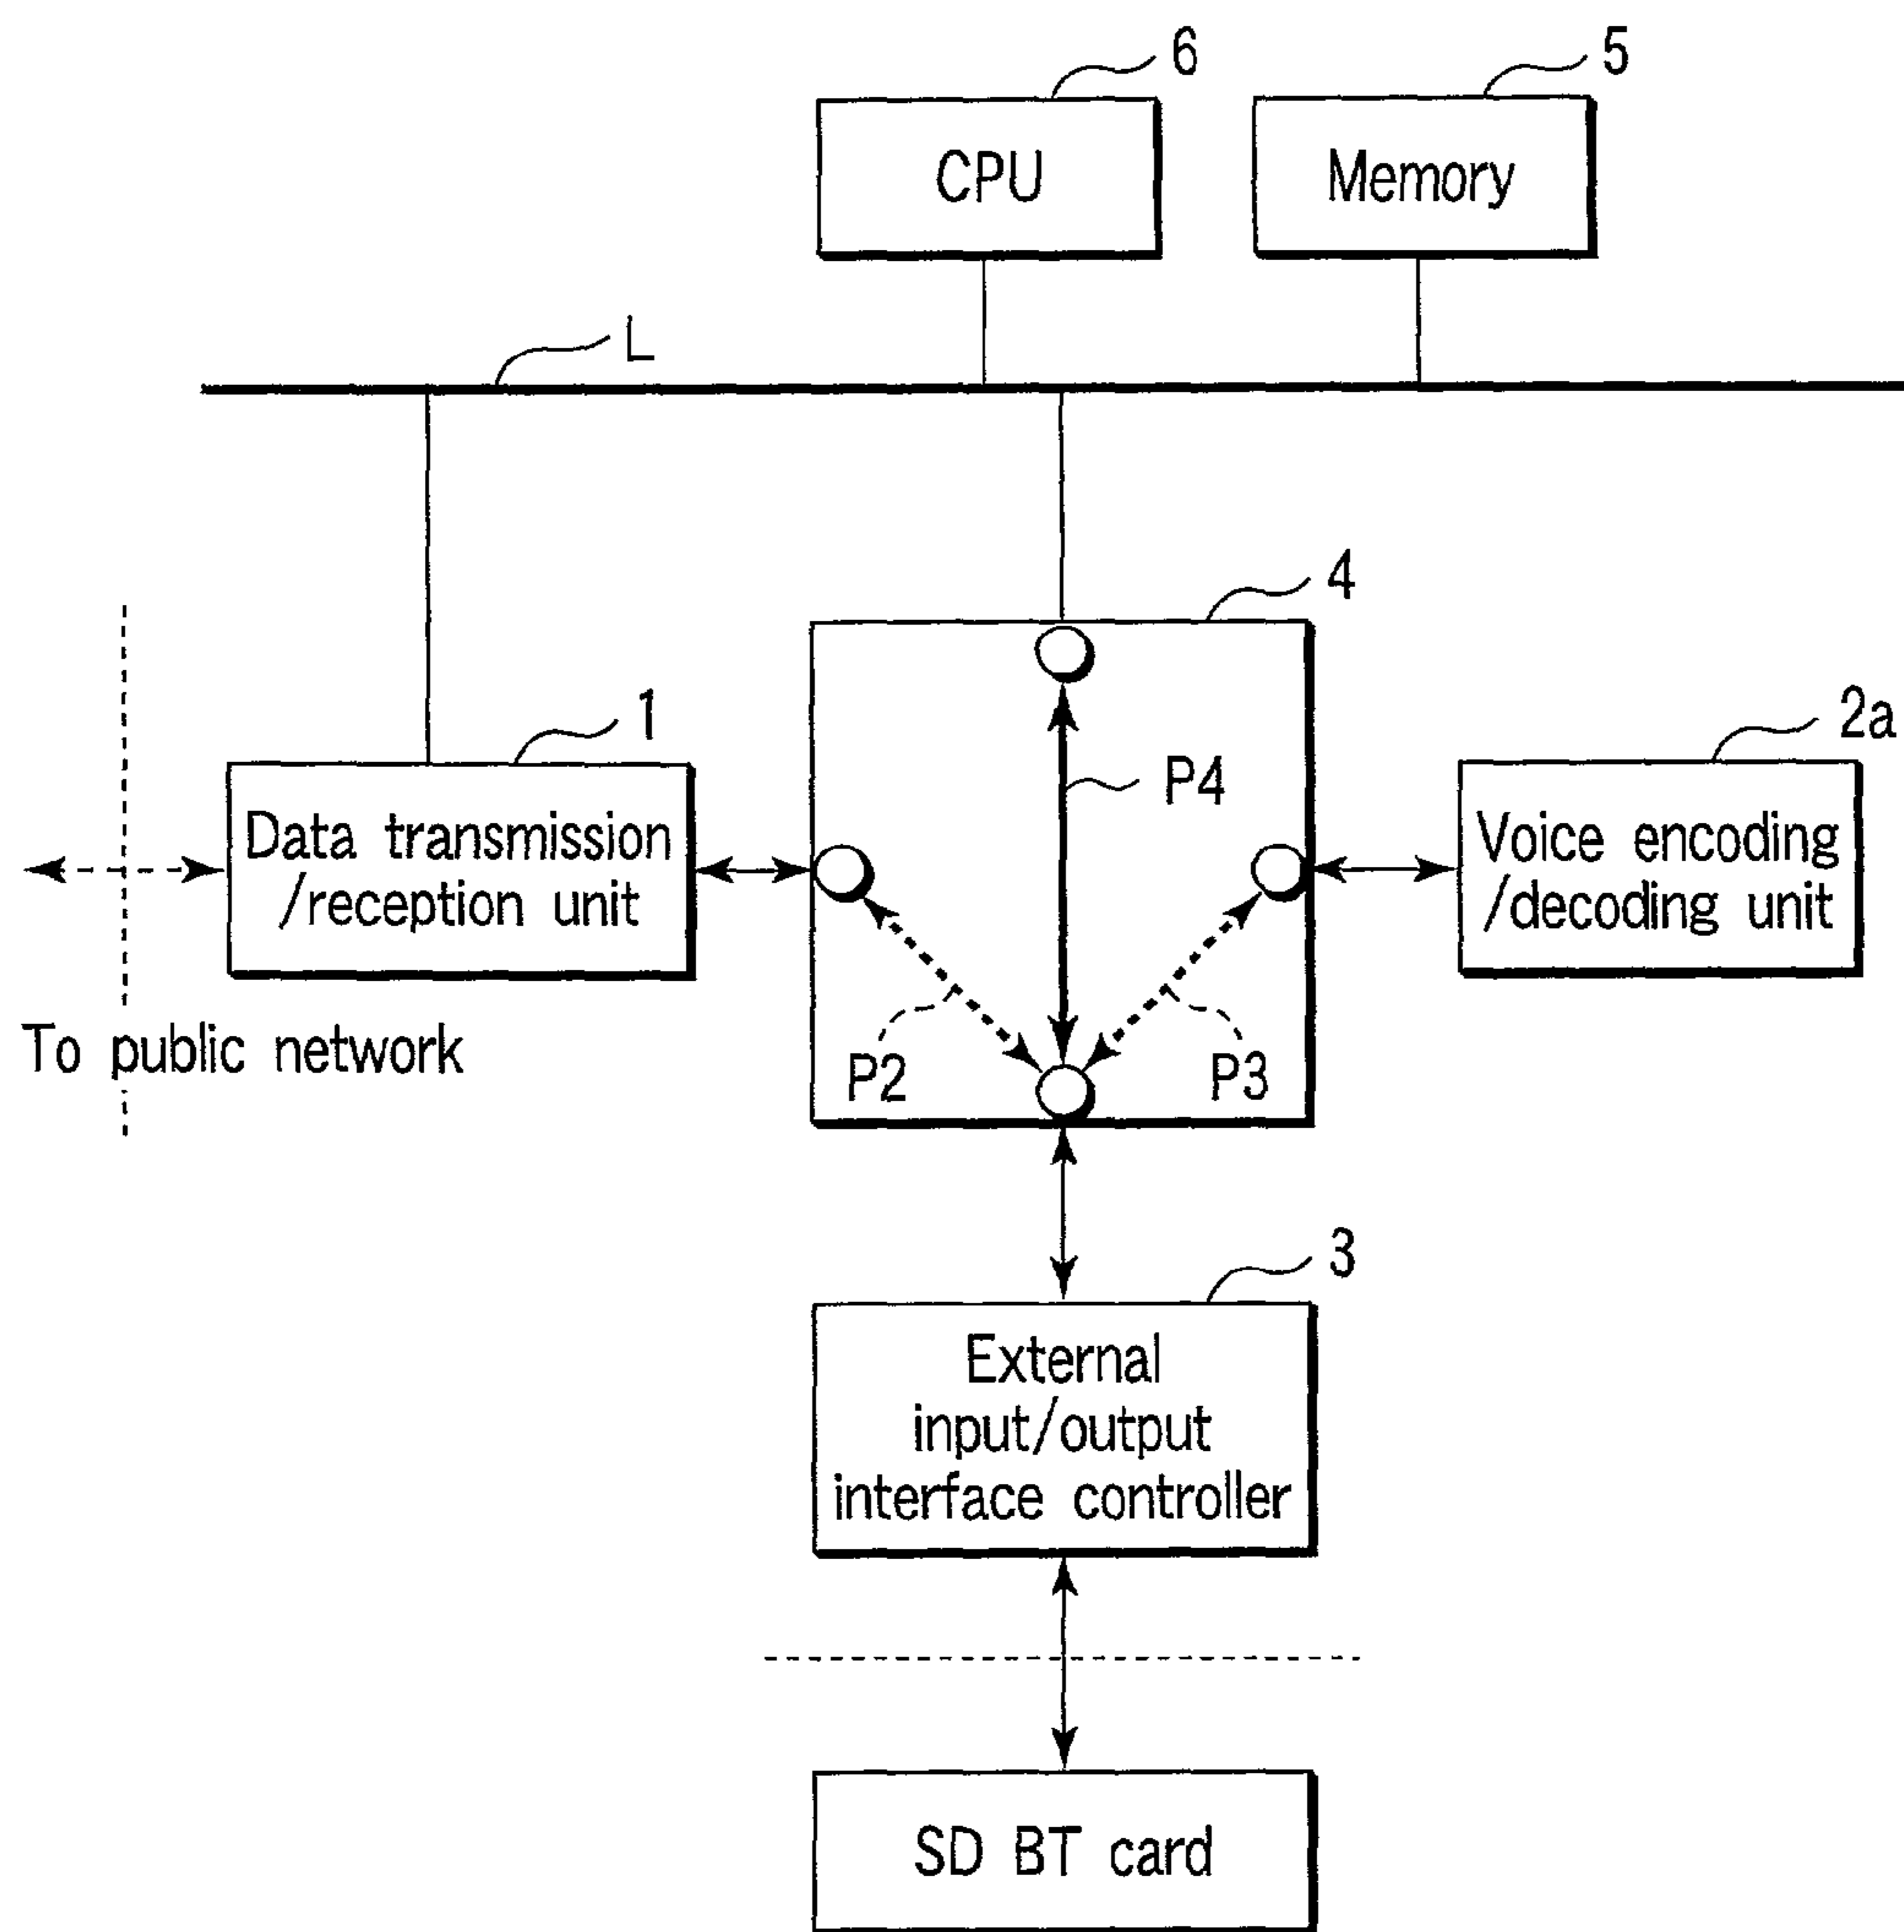 6
5
CPU
Memory
L
4
1
2a
P4
Data transmission
/reception unit
Voice encoding
/decoding unit
To public network
P2
P3
3
External
input/output
interface controller
SD BT card